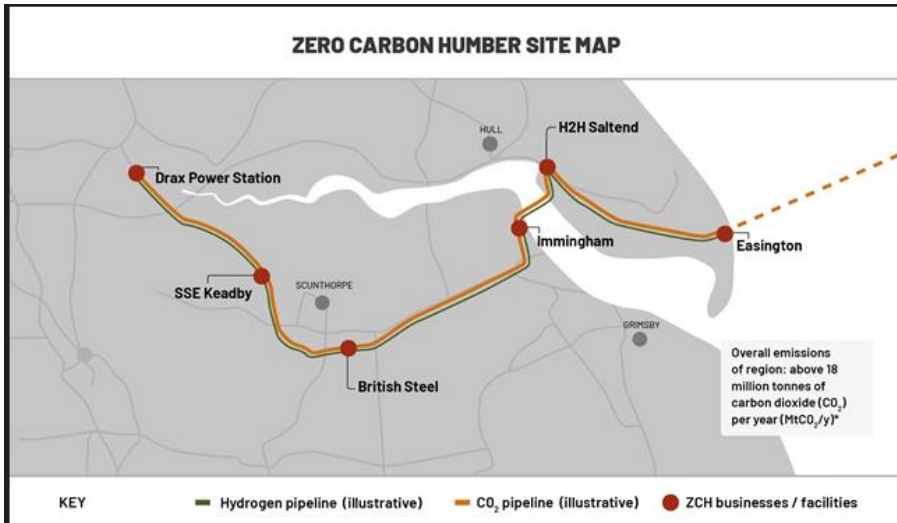 ZERO CARBON HUMBER SITE MAP
HULL
H2H Saltend
Drax Power Station
Immingham
Easington
SSE Keadby
SCUNTHORPE
GRIMSBY
British Steel
Overall emissions
of region: above 18
million tonnes of
carbon dioxide (CO₂)
per year (MtCO₂/y)*
KEY
Hydrogen pipeline (illustrative)
CO₂ pipeline (illustrative)
ZCH businesses / facilities